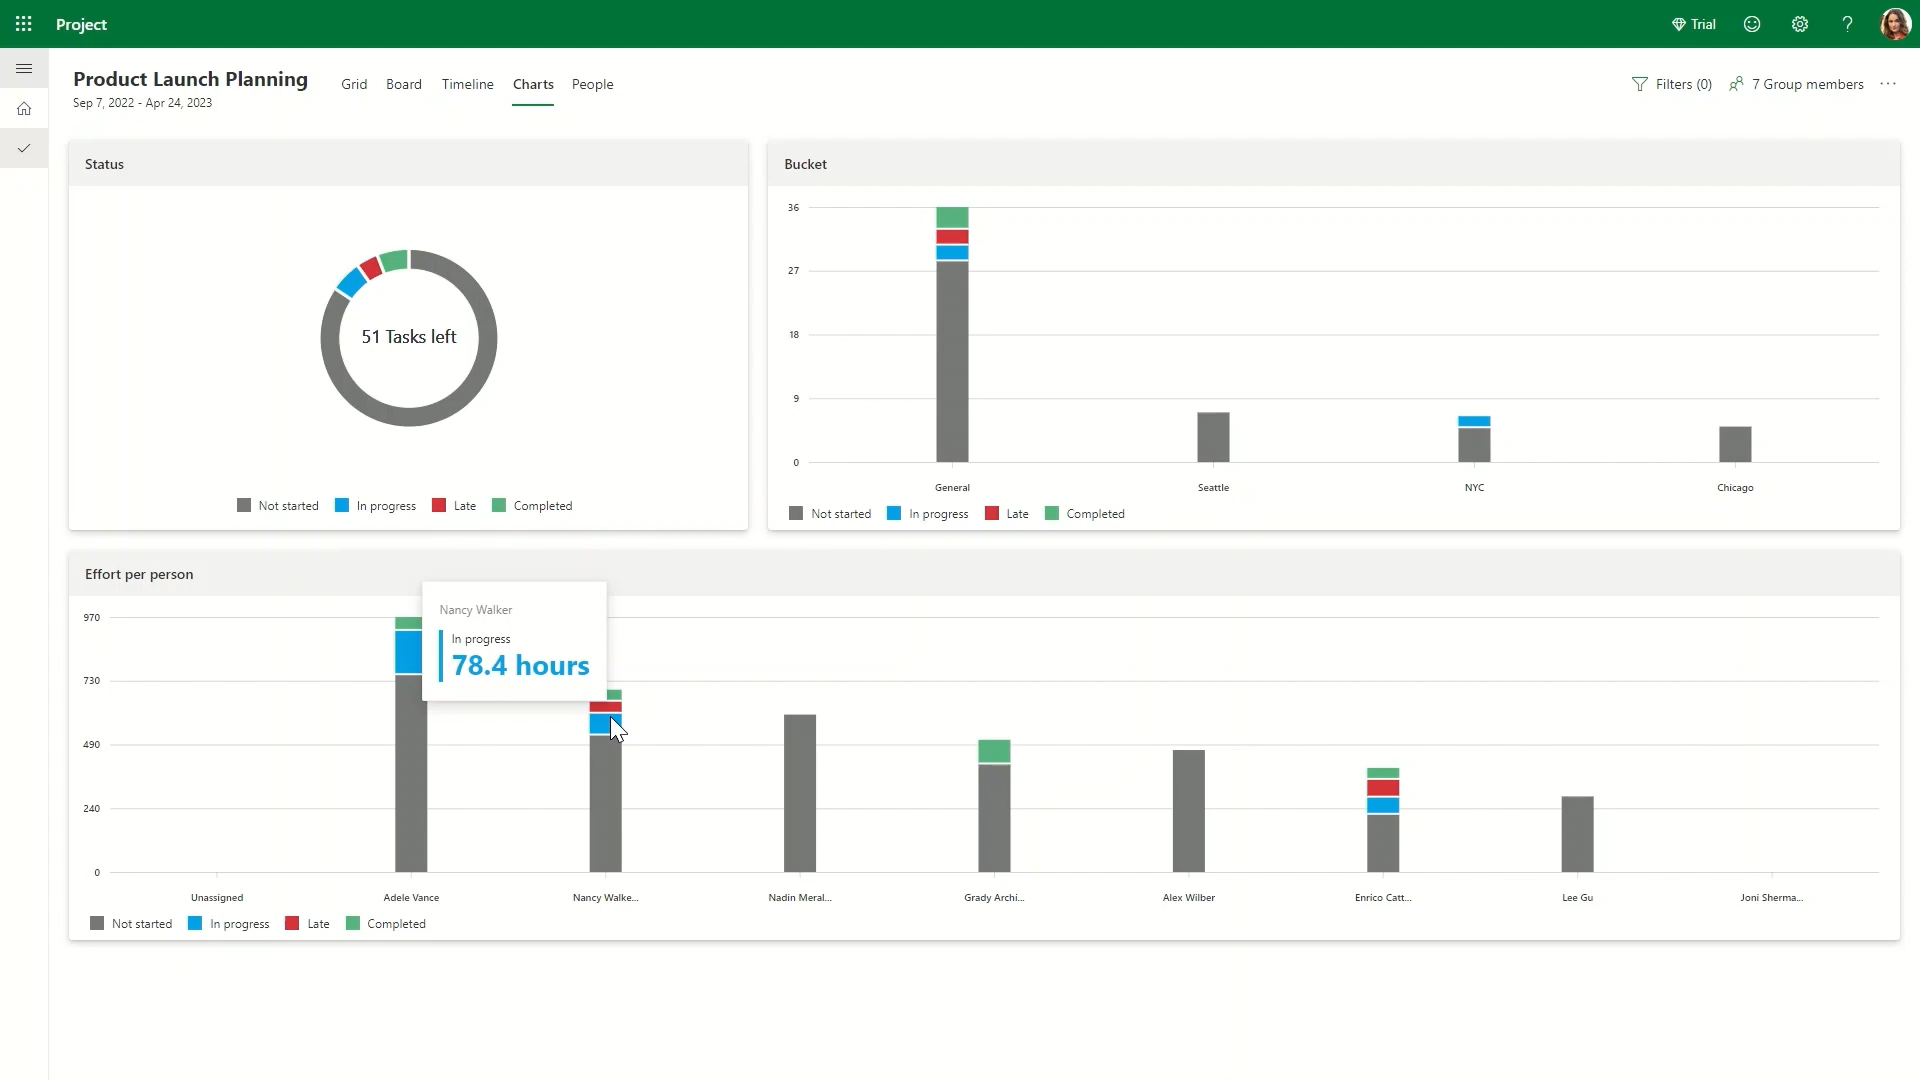 Project
Trial
?
Product Launch Planning
Sep 7, 2022 - Apr 24, 2023
Grid
Board
Timeline
Charts
People
Filters (0)
7 Group members
...
Status
51 Tasks left
Not started
In progress
Late
Completed
Bucket
36
27
18
9
0
General
Seattle
NYC
Chicago
Not started
In progress
Late
Completed
Effort per person
970
730
490
240
0
Nancy Walker
In progress
78.4 hours
Unassigned
Adele Vance
Nancy Walke...
Nadin Meral...
Grady Archi...
Alex Wilber
Enrico Catt...
Lee Gu
Joni Sherma...
Not started
In progress
Late
Completed